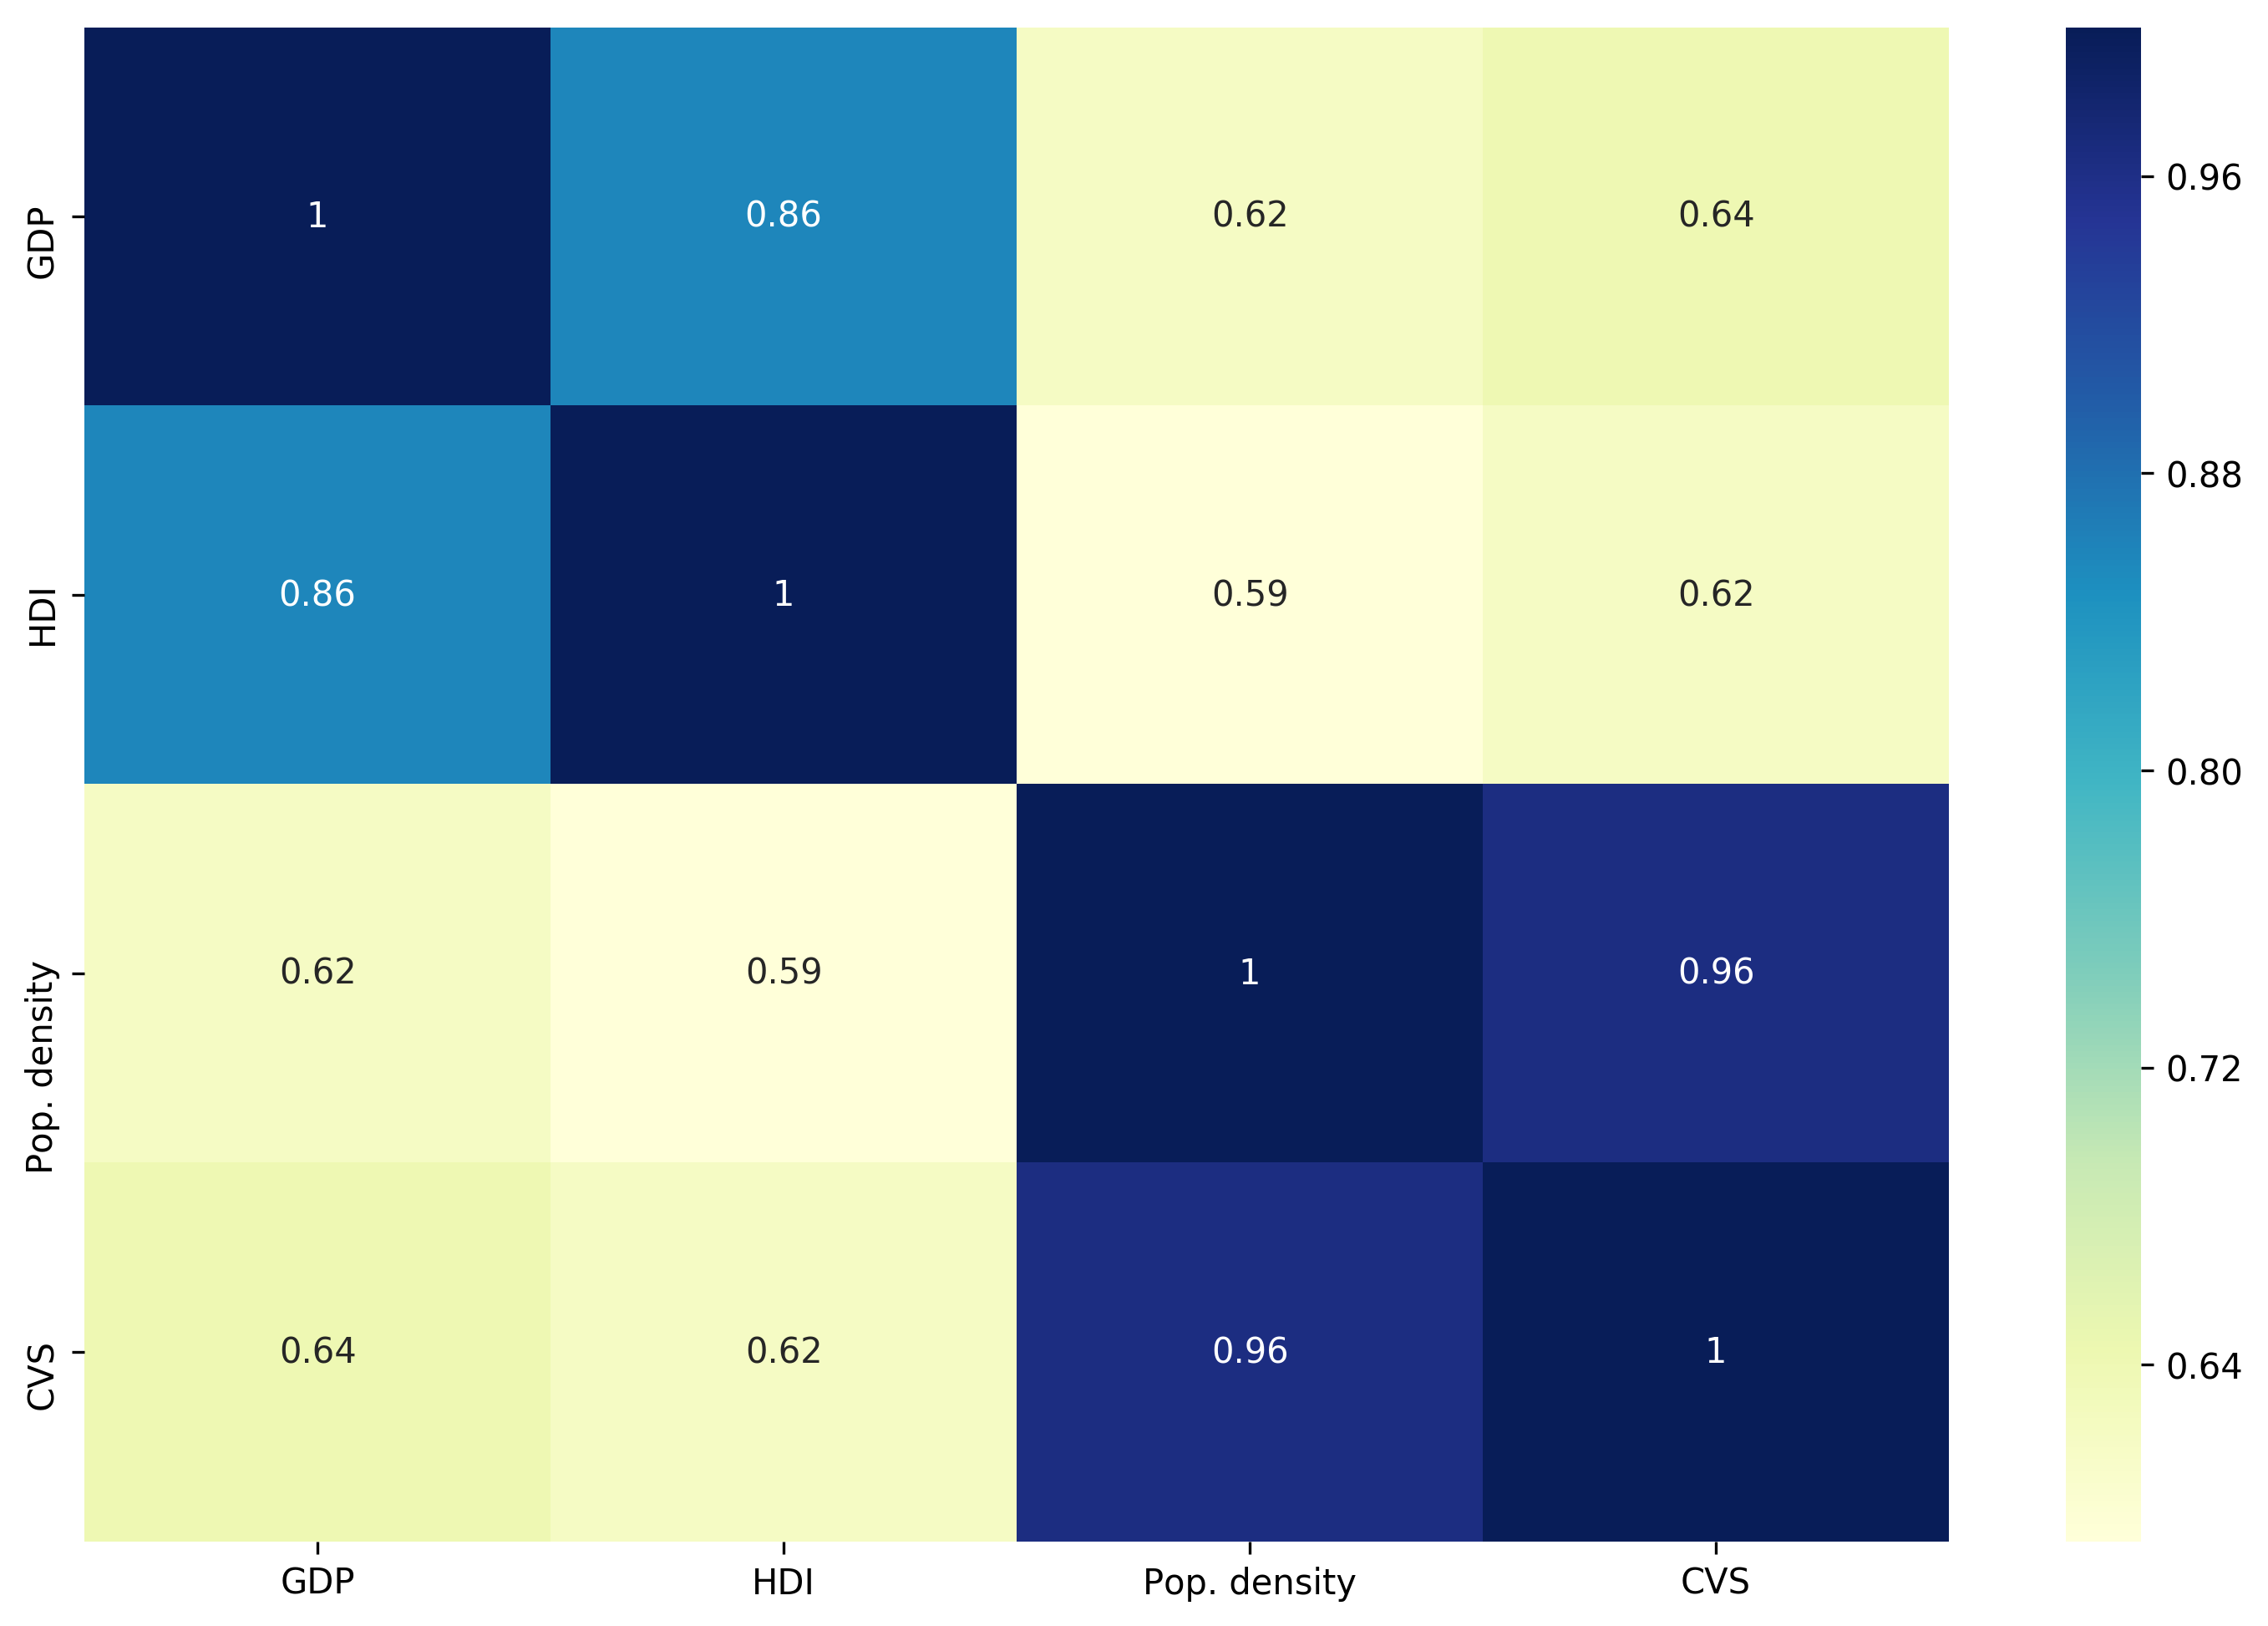 GDP 1 0.86 0.62 0.64
HDI 0.86 1 0.59 0.62
Pop. density 0.62 0.59 1 0.96
CVS 0.64 0.62 0.96 1
GDP HDI Pop. density CVS
0.96
0.88
0.80
0.72
0.64